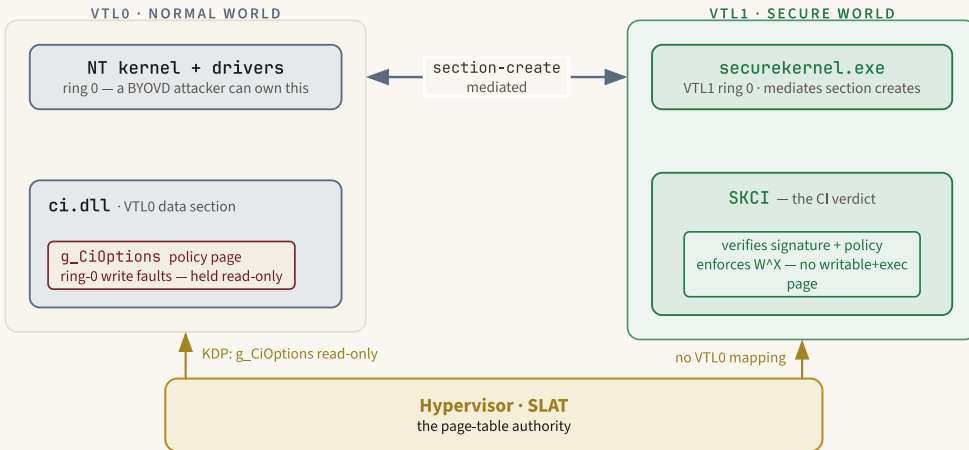 VTL0 · NORMAL WORLD
NT kernel + drivers
ring 0 — a BYOVD attacker can own this
ci.dll · VTL0 data section
g_CiOptions policy page
ring-0 write faults — held read-only
section-create
mediated
VTL1 · SECURE WORLD
securekernel.exe
VTL1 ring 0 · mediates section creates
SKCI — the CI verdict
verifies signature + policy
enforces W^X — no writable+exec
page
KDP: g_CiOptions read-only
no VTL0 mapping
Hypervisor · SLAT
the page-table authority